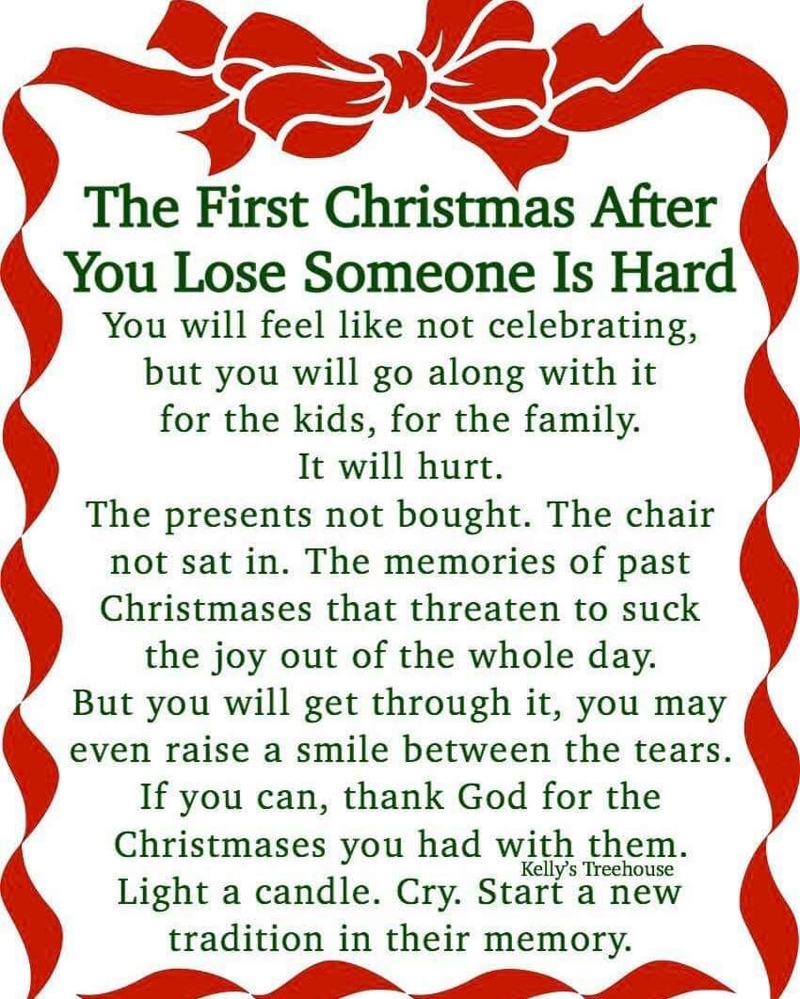 The First Christmas After
You Lose Someone Is Hard
You will feel like not celebrating,
but you will go along with it
for the kids, for the family.
It will hurt.
The presents not bought. The chair
not sat in. The memories of past
Christmases that threaten to suck
the joy out of the whole day.
But you will get through it, you may
even raise a smile between the tears.
If you can, thank God for the
Christmases you had with them.
Kelly's Treehouse
Light a candle. Cry. Start a new
tradition in their memory.